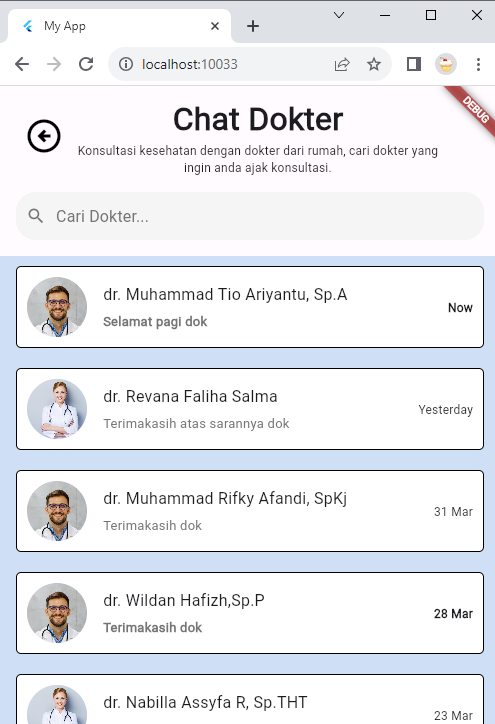 My App
localhost:10033
DEBUG
Chat Dokter
Konsultasi kesehatan dengan dokter dari rumah, cari dokter yang
ingin anda ajak konsultasi.
Cari Dokter...
dr. Muhammad Tio Ariyantu, Sp.A
Now
Selamat pagi dok
dr. Revana Faliha Salma
Yesterday
Terimakasih atas sarannya dok
dr. Muhammad Rifky Afandi, SpKj
31 Mar
Terimakasih dok
dr. Wildan Hafizh,Sp.P
28 Mar
Terimakasih dok
dr. Nabilla Assyfa R, Sp.THT
23 Mar